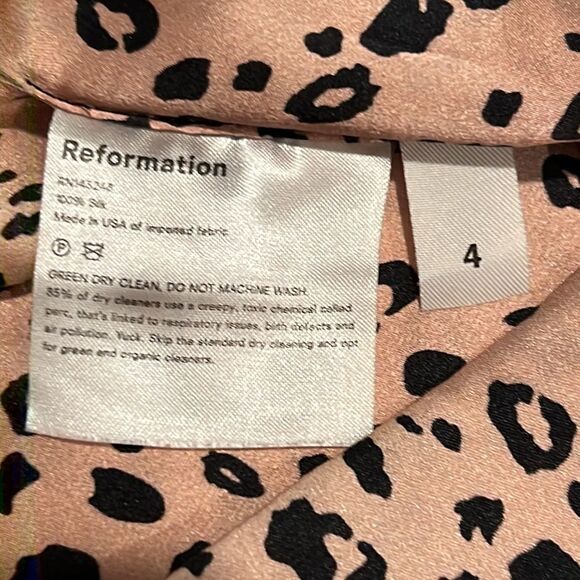 Reformation
RN145248
100% Silk
Made in USA of imported fabric
P
GREEN DRY CLEAN, DO NOT MACHINE WASH.
85% of dry cleaners use a creepy, toxic chemical called
perc, that's linked to respiratory issues, birth defects and
air pollution. Yuck. Skip the standard dry cleaning and opt
for green and organic cleaners.
4